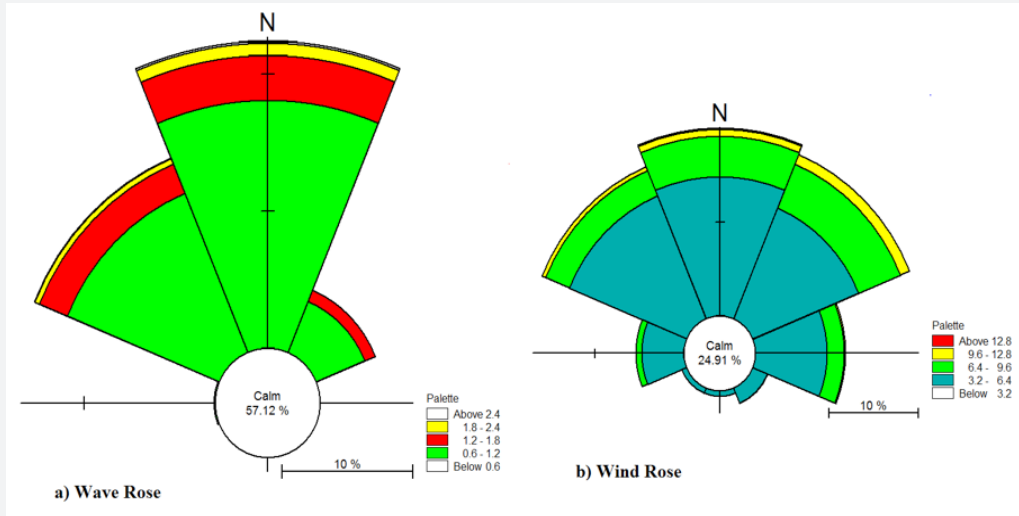 N
Calm
57.12 %
Palette
Above 2.4
1.8 - 2.4
1.2 - 1.8
0.6 - 1.2
Below 0.6
10 %
a) Wave Rose
N
Calm
24.91 %
Palette
Above 12.8
9.6 - 12.8
6.4 - 9.6
3.2 - 6.4
Below 3.2
10 %
b) Wind Rose